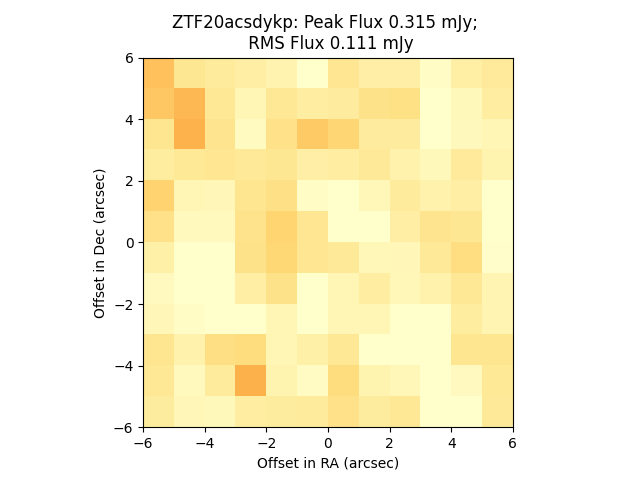 ZTF20acsdykp: Peak Flux 0.315 mJy;
RMS Flux 0.111 mJy
6
4
2
0
−2
−4
−6
Offset in Dec (arcsec)
−6 −4 −2 0 2 4 6
Offset in RA (arcsec)